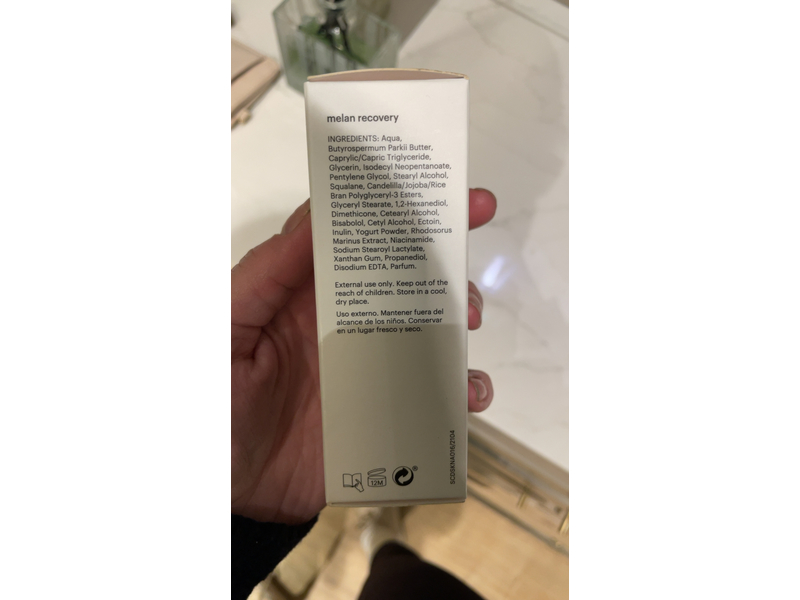 melan recovery
INGREDIENTS: Aqua,
Butyrospermum Parkii Butter,
Caprylic/Capric Triglyceride,
Glycerin, Isodecyl Neopentanoate,
Pentylene Glycol, Stearyl Alcohol,
Squalane, Candelilla/Jojoba/Rice
Bran Polyglyceryl-3 Esters,
Glyceryl Stearate, 1,2-Hexanediol,
Dimethicone, Cetearyl Alcohol,
Bisabolol, Cetyl Alcohol, Ectoin,
Inulin, Yogurt Powder, Rhodosorus
Marinus Extract, Niacinamide,
Sodium Stearoyl Lactylate,
Xanthan Gum, Propanediol,
Disodium EDTA, Parfum.
External use only. Keep out of the
reach of children. Store in a cool,
dry place.
Uso externo. Mantener fuera del
alcance de los niños. Conservar
en un lugar fresco y seco.
12M
SCDSKNA016/2104